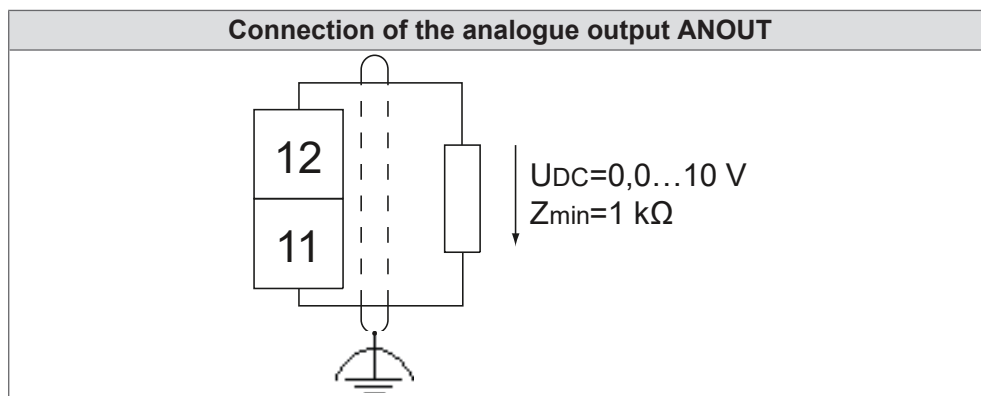 Connection of the analogue output ANOUT
12
11
UDC=0,0...10 V
Zmin=1 kΩ